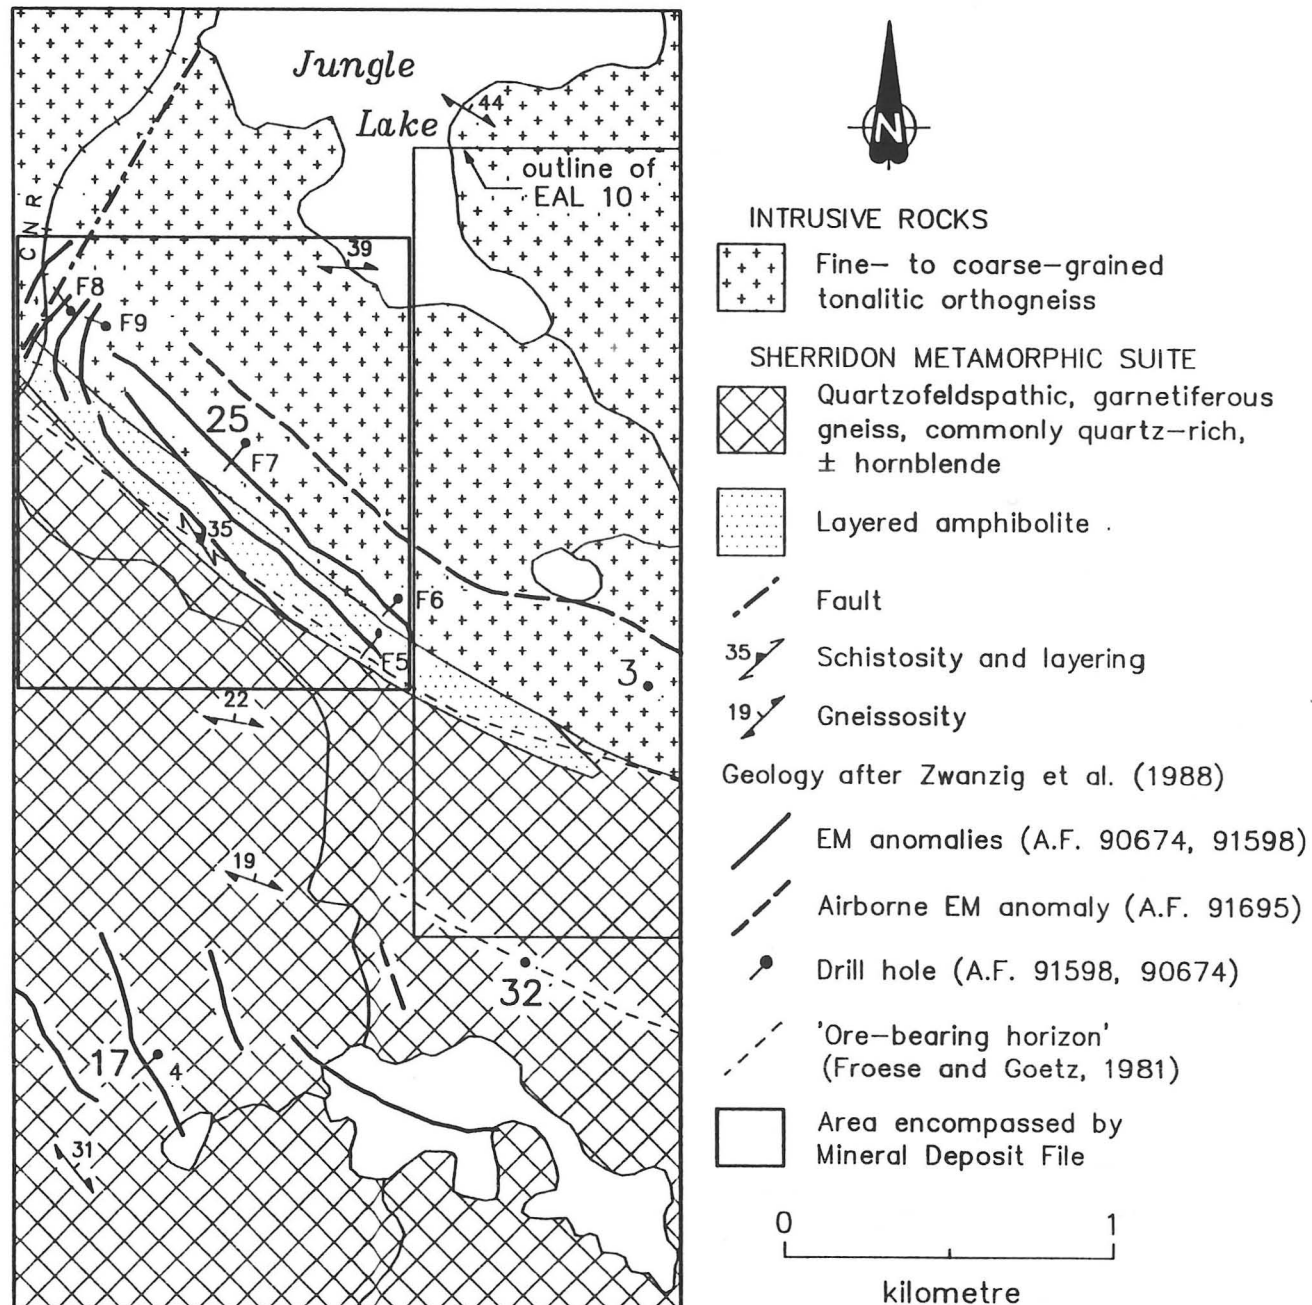 Jungle
Lake
44
outline of
EAL 10
CNR
39
F8
F9
25
F7
35
F6
F5
3
22
19
32
17
4
31
N
INTRUSIVE ROCKS
Fine- to coarse-grained
tonalitic orthogneiss
SHERRIDON METAMORPHIC SUITE
Quartzofeldspathic, garnetiferous
gneiss, commonly quartz-rich,
± hornblende
Layered amphibolite
Fault
35
Schistosity and layering
19
Gneissosity
Geology after Zwanzig et al. (1988)
EM anomalies (A.F. 90674, 91598)
Airborne EM anomaly (A.F. 91695)
Drill hole (A.F. 91598, 90674)
'Ore-bearing horizon'
(Froese and Goetz, 1981)
Area encompassed by
Mineral Deposit File
0 1
kilometre